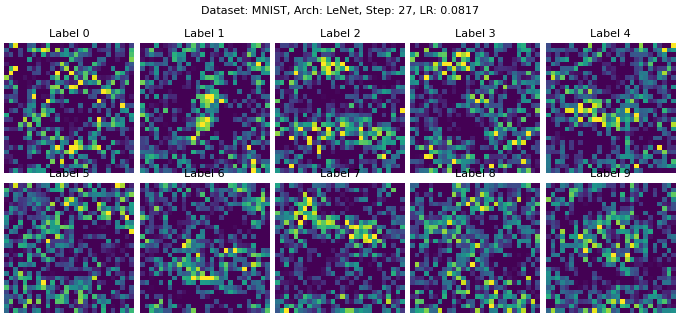 Dataset: MNIST, Arch: LeNet, Step: 27, LR: 0.0817
Label 0 Label 1 Label 2 Label 3 Label 4
Label 5 Label 6 Label 7 Label 8 Label 9